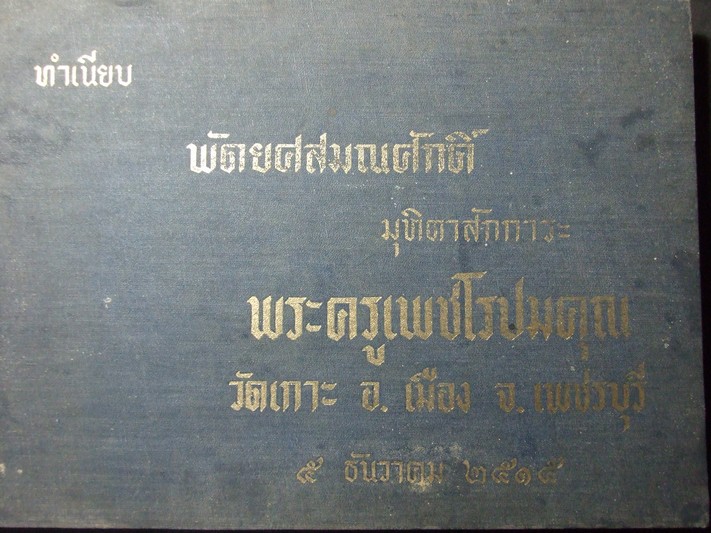 ทำเนียบ
พัดยศสมณศักดิ์
มุทิตาสักการะ
พระครูเพชโรปมคุณ
วัดเกาะ อ. เมือง จ. เพชรบุรี
๕ ธันวาคม ๒๕๑๕